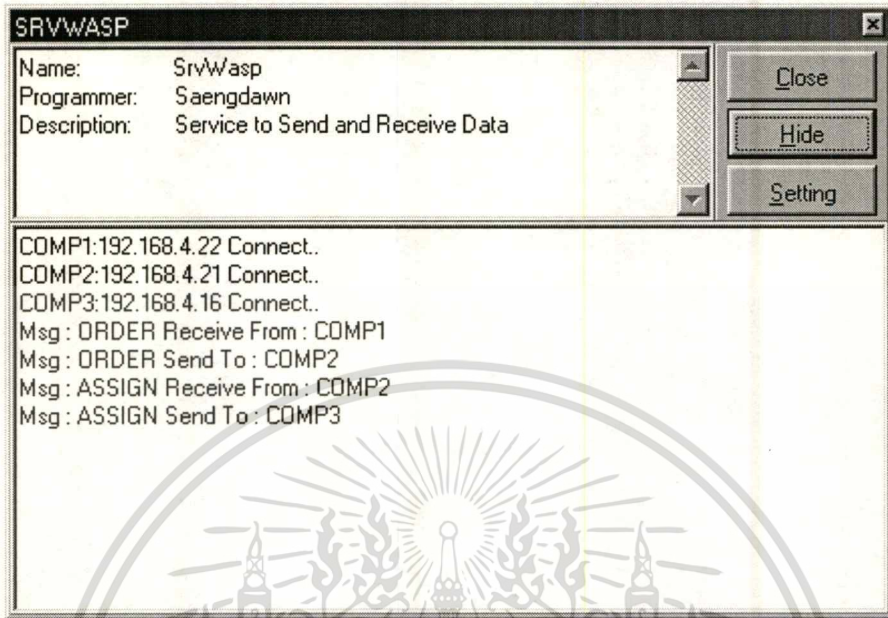 SRVWASP
Name: SrvWasp
Programmer: Saengdawn
Description: Service to Send and Receive Data
Close
Hide
Setting
COMP1:192.168.4.22 Connect..
COMP2:192.168.4.21 Connect..
COMP3:192.168.4.16 Connect..
Msg : ORDER Receive From : COMP1
Msg : ORDER Send To : COMP2
Msg : ASSIGN Receive From : COMP2
Msg : ASSIGN Send To : COMP3